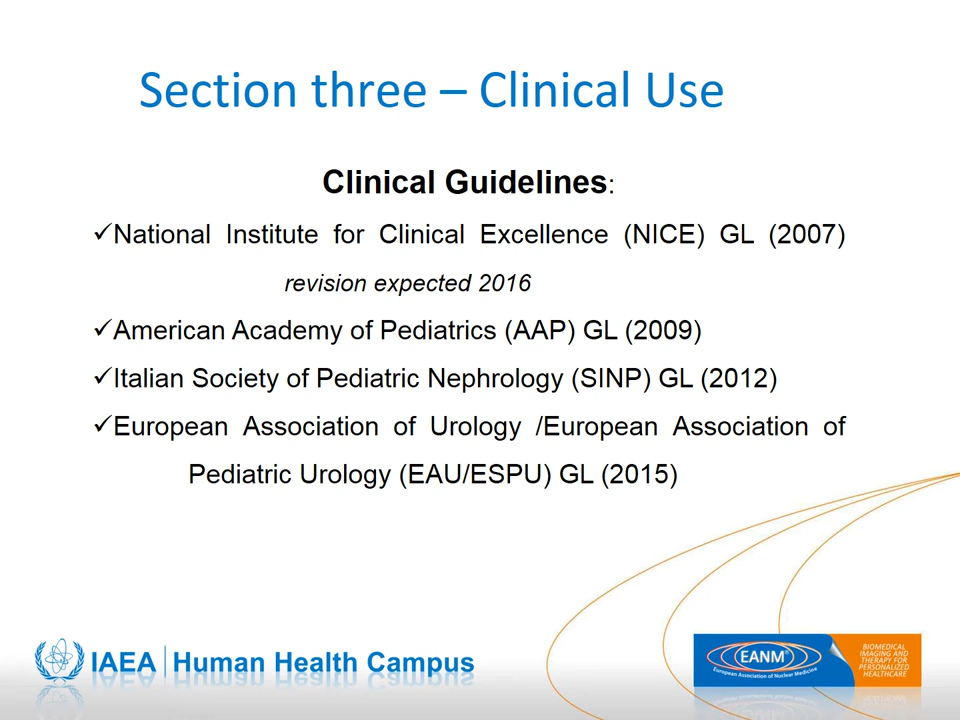 Section three – Clinical Use
Clinical Guidelines:
✓National Institute for Clinical Excellence (NICE) GL (2007)
revision expected 2016
✓American Academy of Pediatrics (AAP) GL (2009)
✓Italian Society of Pediatric Nephrology (SINP) GL (2012)
✓European Association of Urology /European Association of
Pediatric Urology (EAU/ESPU) GL (2015)
IAEA | Human Health Campus
EANM®
European Association of Nuclear Medicine
BIOMEDICAL
IMAGING AND
THERAPY FOR
PERSONALIZED
HEALTHCARE